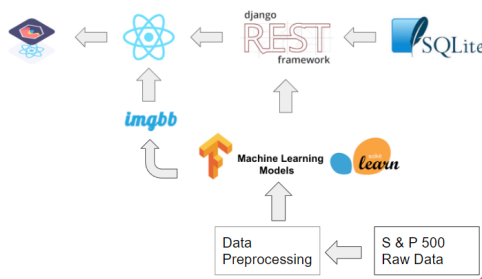 django
REST
framework
SQLite
imgbb
Machine Learning
Models
learn
Data
Preprocessing
S & P 500
Raw Data